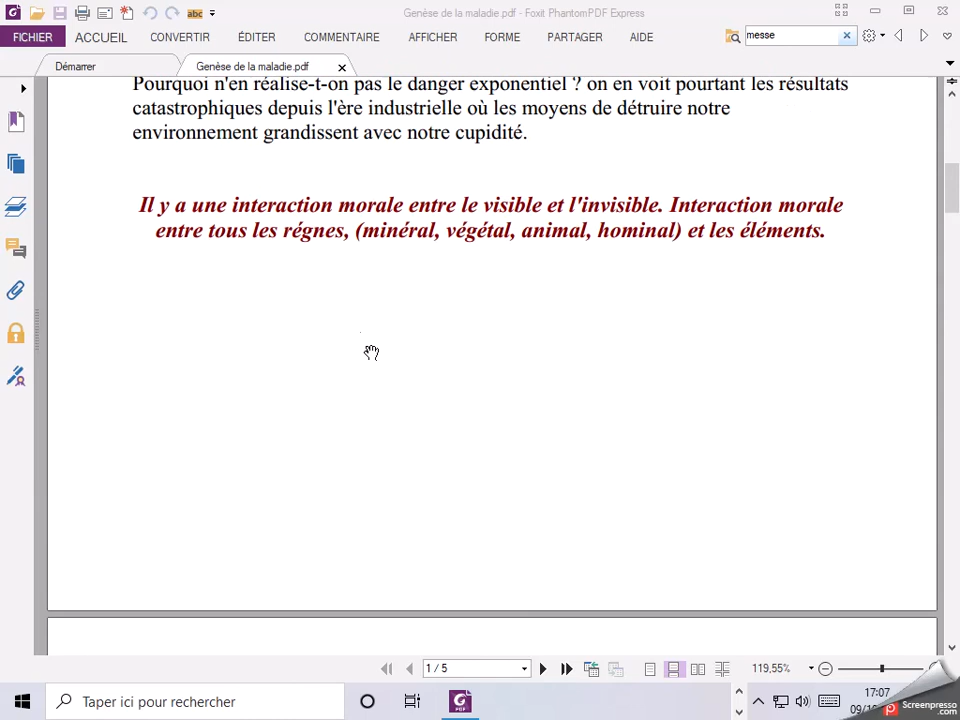 Genèse de la maladie.pdf - Foxit PhantomPDF Express
FICHIER ACCUEIL CONVERTIR ÉDITER COMMENTAIRE AFFICHER FORME PARTAGER AIDE messe
Démarrer Genèse de la maladie.pdf
Pourquoi n'en réalise-t-on pas le danger exponentiel ? on en voit pourtant les résultats
catastrophiques depuis l'ère industrielle où les moyens de détruire notre
environnement grandissent avec notre cupidité.
Il y a une interaction morale entre le visible et l'invisible. Interaction morale
entre tous les régnes, (minéral, végétal, animal, hominal) et les éléments.
1 / 5 119,55%
Taper ici pour rechercher
17:07
09/
Screenpresso
.com